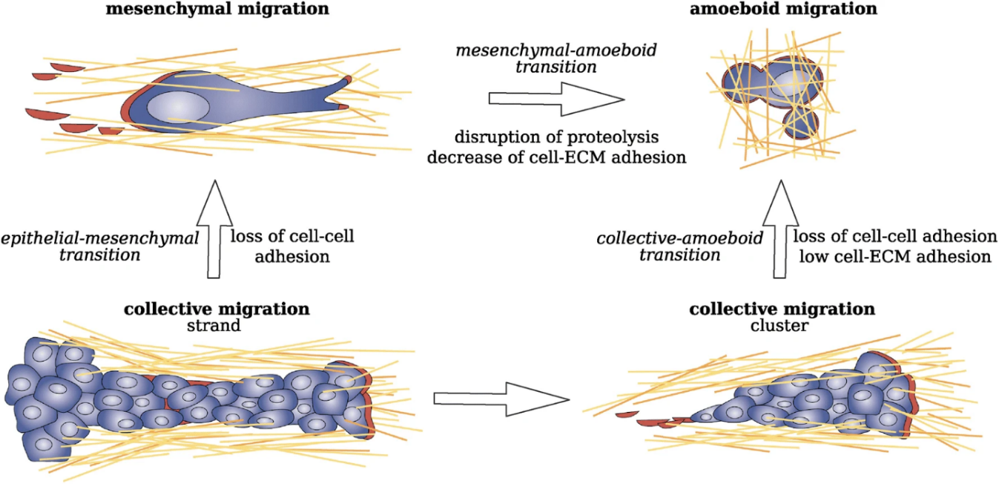 mesenchymal migration
amoeboid migration
mesenchymal-amoeboid
transition
disruption of proteolysis
decrease of cell-ECM adhesion
epithelial-mesenchymal
transition
loss of cell-cell
adhesion
collective-amoeboid
transition
loss of cell-cell adhesion
low cell-ECM adhesion
collective migration
strand
collective migration
cluster